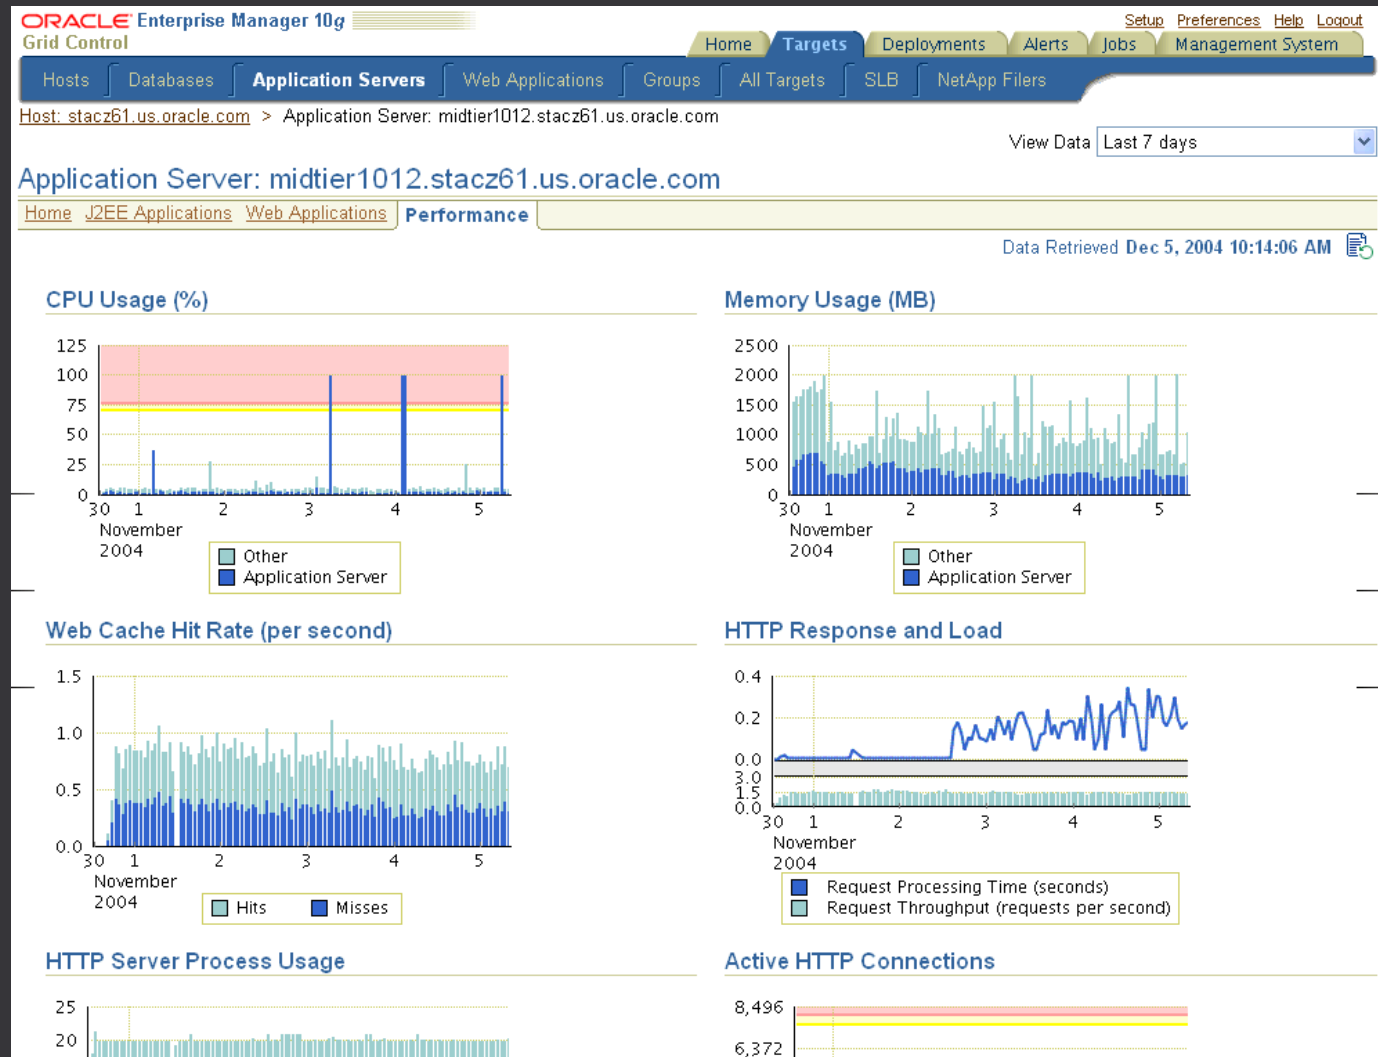 ORACLE Enterprise Manager 10g
Grid Control
Setup Preferences Help Logout
Home Targets Deployments Alerts Jobs Management System
Hosts Databases Application Servers Web Applications Groups All Targets SLB NetApp Filers
Host: stacz61.us.oracle.com > Application Server: midtier1012.stacz61.us.oracle.com
View Data Last 7 days
Application Server: midtier1012.stacz61.us.oracle.com
Home J2EE Applications Web Applications Performance
Data Retrieved Dec 5, 2004 10:14:06 AM
CPU Usage (%)
125
100
75
50
25
0
30 1 2 3 4 5
November
2004
Other
Application Server
Memory Usage (MB)
2500
2000
1500
1000
500
0
30 1 2 3 4 5
November
2004
Other
Application Server
Web Cache Hit Rate (per second)
1.5
1.0
0.5
0.0
30 1 2 3 4 5
November
2004
Hits Misses
HTTP Response and Load
0.4
0.2
0.0
3.0
1.5
0.0
30 1 2 3 4 5
November
2004
Request Processing Time (seconds)
Request Throughput (requests per second)
HTTP Server Process Usage
25
20
Active HTTP Connections
8,496
6,372